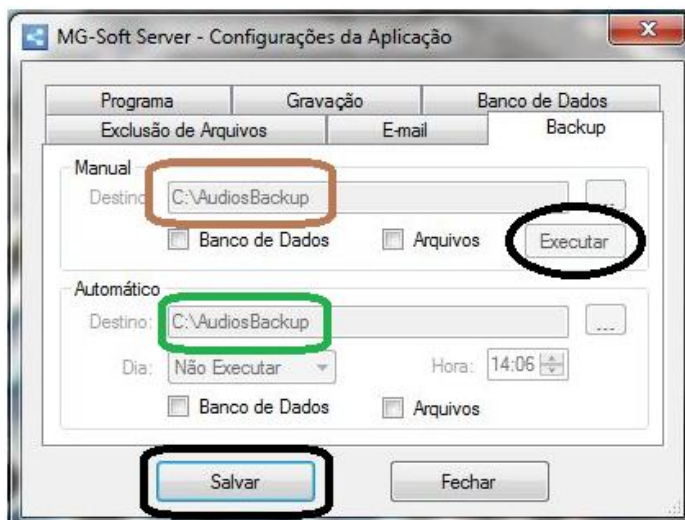 MG-Soft Server - Configurações da Aplicação
Programa Gravação Banco de Dados
Exclusão de Arquivos E-mail Backup
Manual
Destino C:\AudiosBackup ...
Banco de Dados Arquivos Executar
Automático
Destino: C:\AudiosBackup ...
Dia: Não Executar Hora: 14:06
Banco de Dados Arquivos
Salvar Fechar